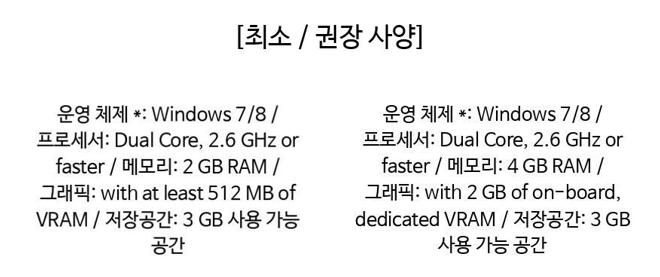 [최소 / 권장 사양]
운영 체제 *: Windows 7/8 /
프로세서: Dual Core, 2.6 GHz or
faster / 메모리: 2 GB RAM /
그래픽: with at least 512 MB of
VRAM / 저장공간: 3 GB 사용 가능
공간
운영 체제 *: Windows 7/8 /
프로세서: Dual Core, 2.6 GHz or
faster / 메모리: 4 GB RAM /
그래픽: with 2 GB of on-board,
dedicated VRAM / 저장공간: 3 GB
사용 가능 공간